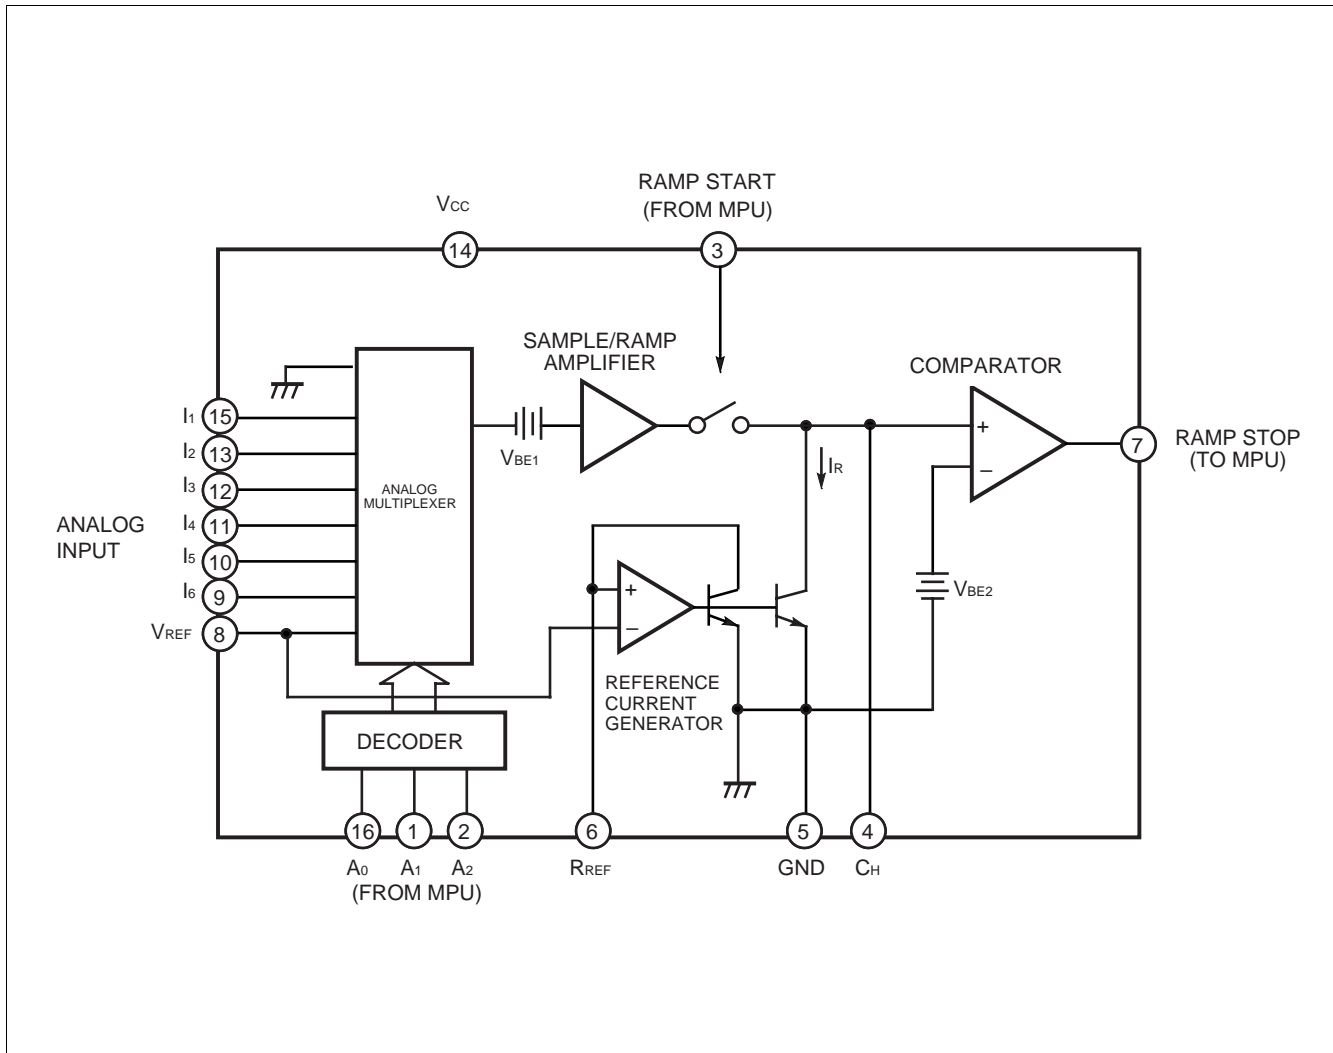 RAMP START
(FROM MPU)
VCC
14
3
SAMPLE/RAMP
AMPLIFIER
COMPARATOR
I1 15
I2 13
I3 12
I4 11
I5 10
I6 9
VREF 8
ANALOG
INPUT
ANALOG
MULTIPLEXER
VBE1
IR
+
−
7
RAMP STOP
(TO MPU)
+
−
VBE2
REFERENCE
CURRENT
GENERATOR
DECODER
16 1 2 6 5 4
A0 A1 A2 RREF GND CH
(FROM MPU)